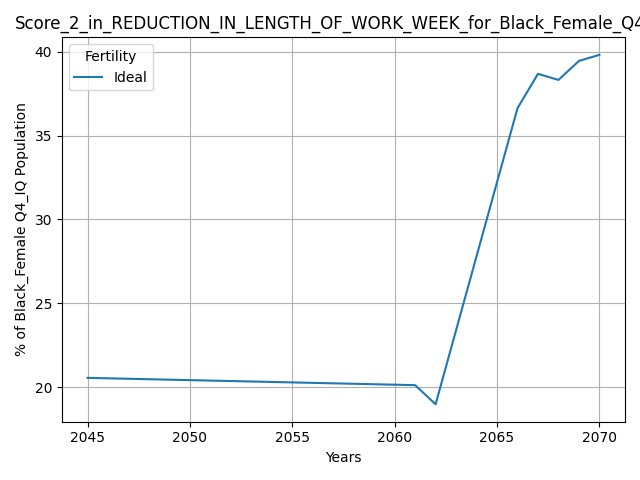 Score_2_in_REDUCTION_IN_LENGTH_OF_WORK_WEEK_for_Black_Female_Q4
Fertility
Ideal
% of Black_Female Q4_IQ Population
40
35
30
25
20
2045
2050
2055
2060
2065
2070
Years